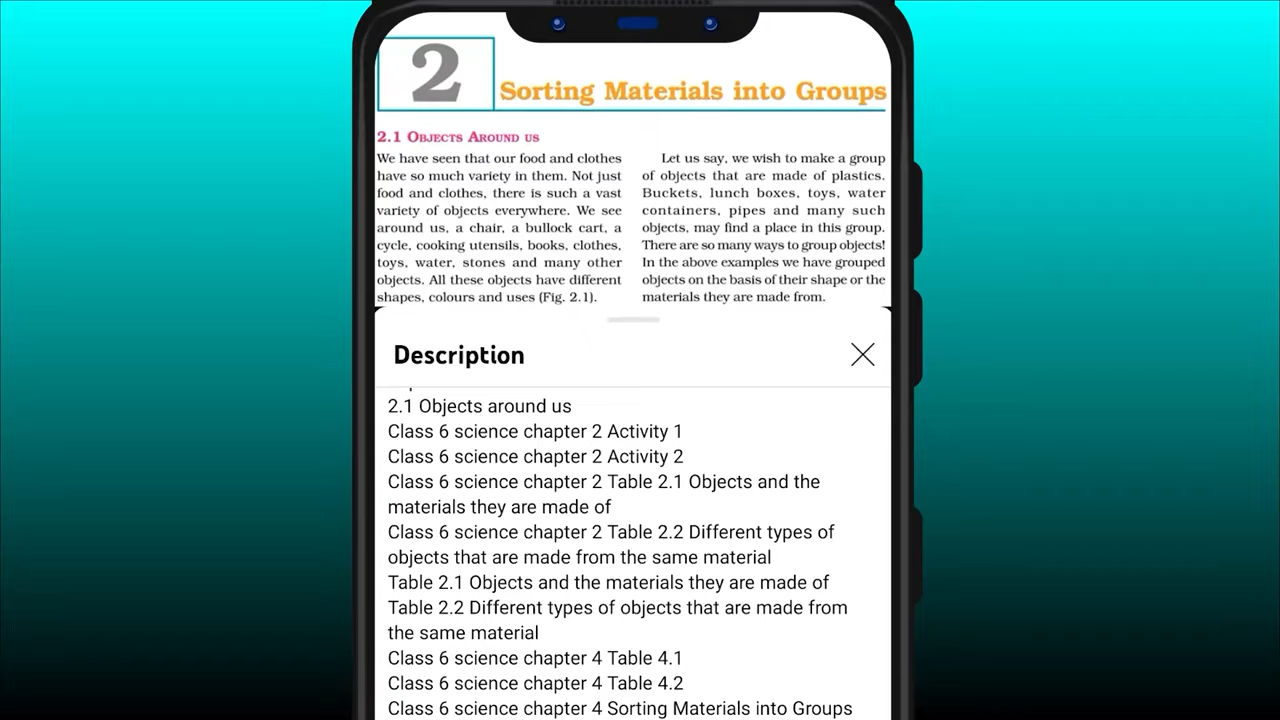 2
Sorting Materials into Groups
2.1 OBJECTS AROUND US
We have seen that our food and clothes
have so much variety in them. Not just
food and clothes, there is such a vast
variety of objects everywhere. We see
around us, a chair, a bullock cart, a
cycle, cooking utensils, books, clothes,
toys, water, stones and many other
objects. All these objects have different
shapes, colours and uses (Fig. 2.1).
Let us say, we wish to make a group
of objects that are made of plastics.
Buckets, lunch boxes, toys, water
containers, pipes and many such
objects, may find a place in this group.
There are so many ways to group objects!
In the above examples we have grouped
objects on the basis of their shape or the
materials they are made from.
Description
2.1 Objects around us
Class 6 science chapter 2 Activity 1
Class 6 science chapter 2 Activity 2
Class 6 science chapter 2 Table 2.1 Objects and the
materials they are made of
Class 6 science chapter 2 Table 2.2 Different types of
objects that are made from the same material
Table 2.1 Objects and the materials they are made of
Table 2.2 Different types of objects that are made from
the same material
Class 6 science chapter 4 Table 4.1
Class 6 science chapter 4 Table 4.2
Class 6 science chapter 4 Sorting Materials into Groups